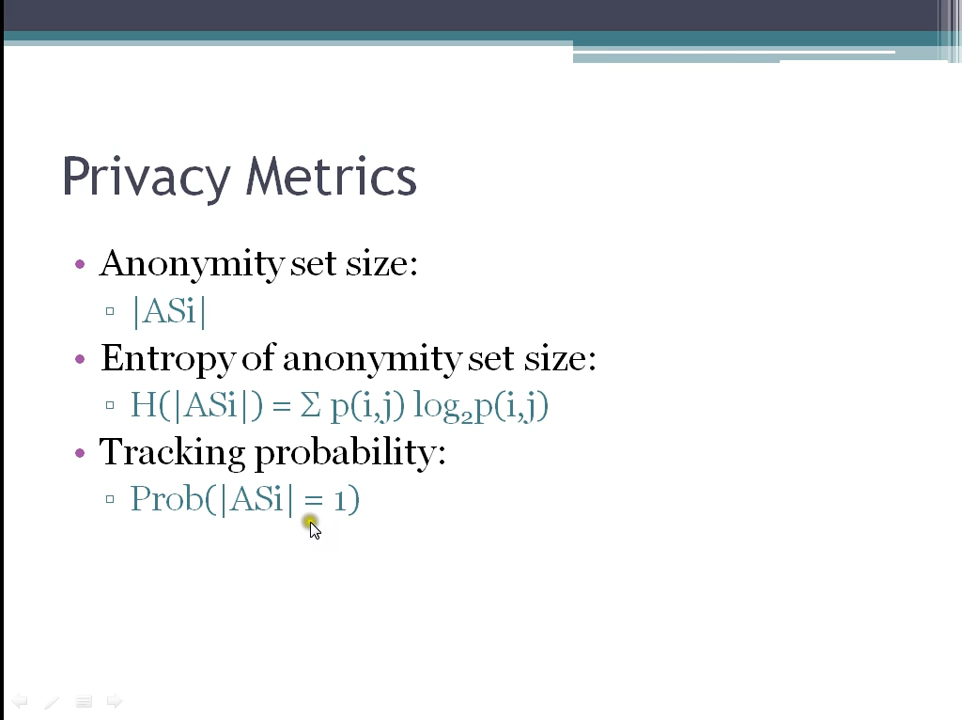 Privacy Metrics
• Anonymity set size:
▫ |ASi|
• Entropy of anonymity set size:
▫ H(|ASi|) = Σ p(i,j) log₂p(i,j)
• Tracking probability:
▫ Prob(|ASi| = 1)